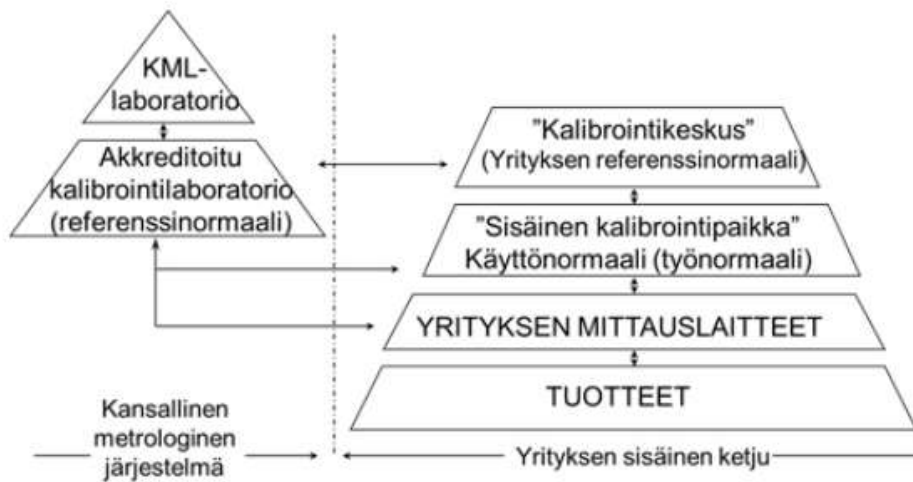 KML-
laboratorio
Akkreditoitu
kalibrointilaboratorio
(referenssinormaali)
"Kalibrointikeskus"
(Yrityksen referenssinormaali)
"Sisäinen kalibrointipaikka"
Käyttönormaali (työnormaali)
YRITYKSEN MITTAUSLAITTEET
TUOTTEET
Kansallinen
metrologinen
järjestelmä
Yrityksen sisäinen ketju